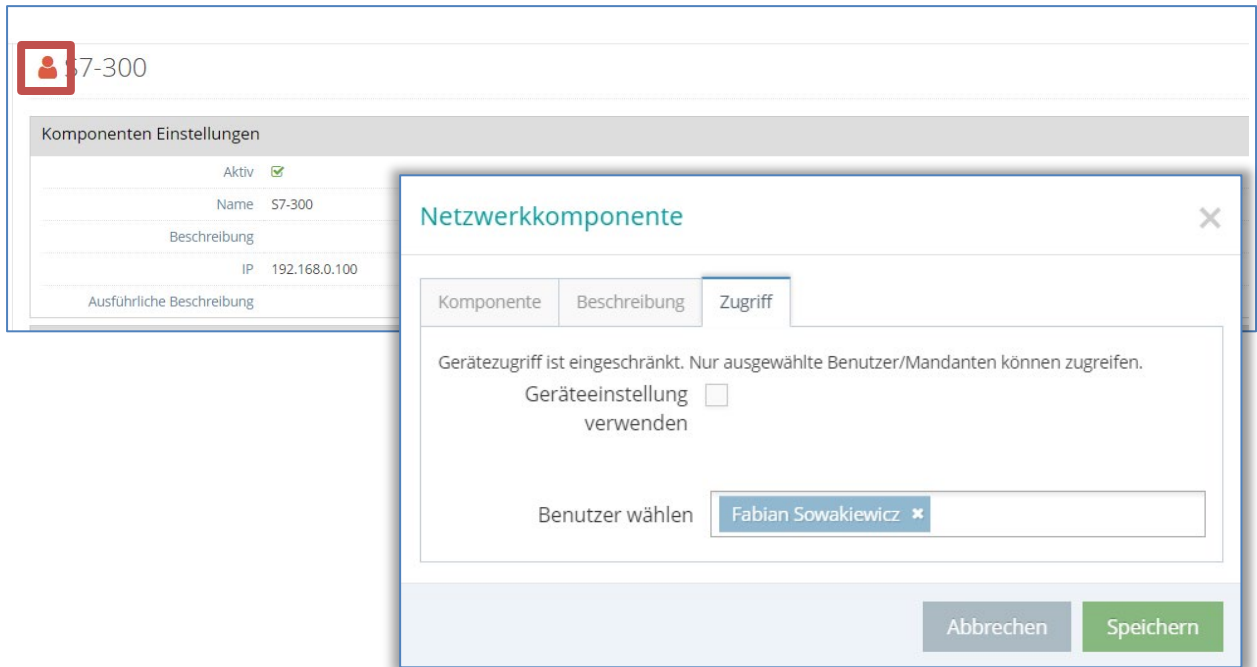 S7-300
Komponenten Einstellungen
Aktiv
Name S7-300
Beschreibung
IP 192.168.0.100
Ausführliche Beschreibung
Netzwerkkomponente
Komponente Beschreibung Zugriff
Gerätezugriff ist eingeschränkt. Nur ausgewählte Benutzer/Mandanten können zugreifen.
Geräteeinstellung
verwenden
Benutzer wählen Fabian Sowakiewicz
Abbrechen Speichern